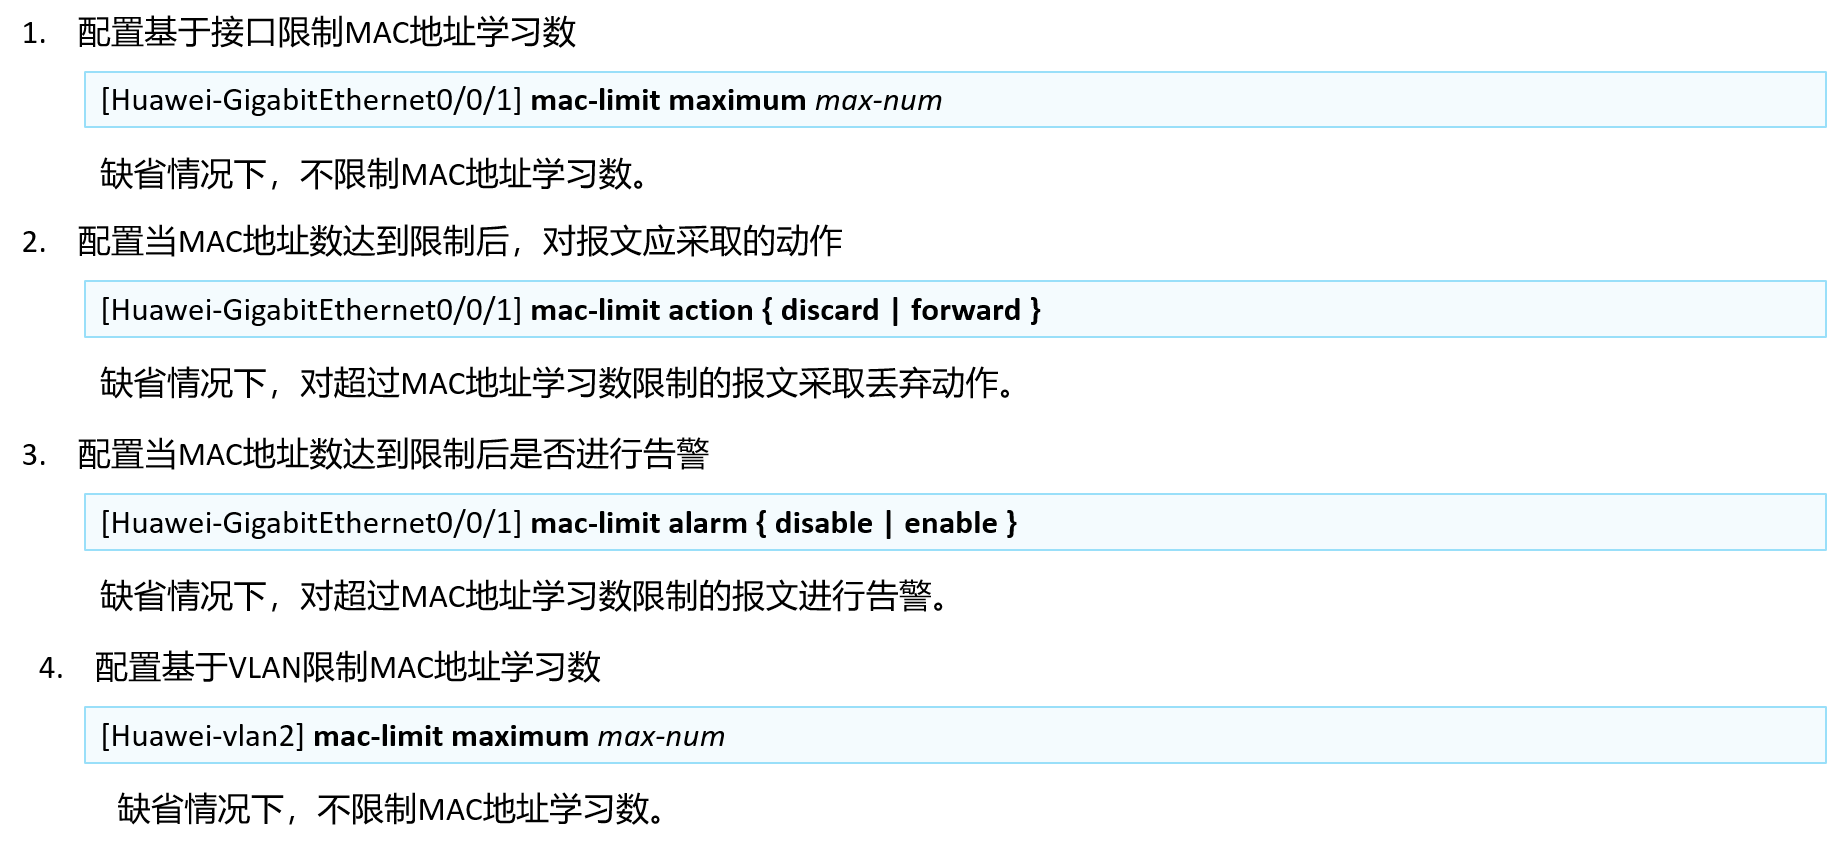 1. 配置基于接口限制MAC地址学习数
[Huawei-GigabitEthernet0/0/1] mac-limit maximum max-num
缺省情况下，不限制MAC地址学习数。
2. 配置当MAC地址数达到限制后，对报文应采取的动作
[Huawei-GigabitEthernet0/0/1] mac-limit action { discard | forward }
缺省情况下，对超过MAC地址学习数限制的报文采取丢弃动作。
3. 配置当MAC地址数达到限制后是否进行告警
[Huawei-GigabitEthernet0/0/1] mac-limit alarm { disable | enable }
缺省情况下，对超过MAC地址学习数限制的报文进行告警。
4. 配置基于VLAN限制MAC地址学习数
[Huawei-vlan2] mac-limit maximum max-num
缺省情况下，不限制MAC地址学习数。